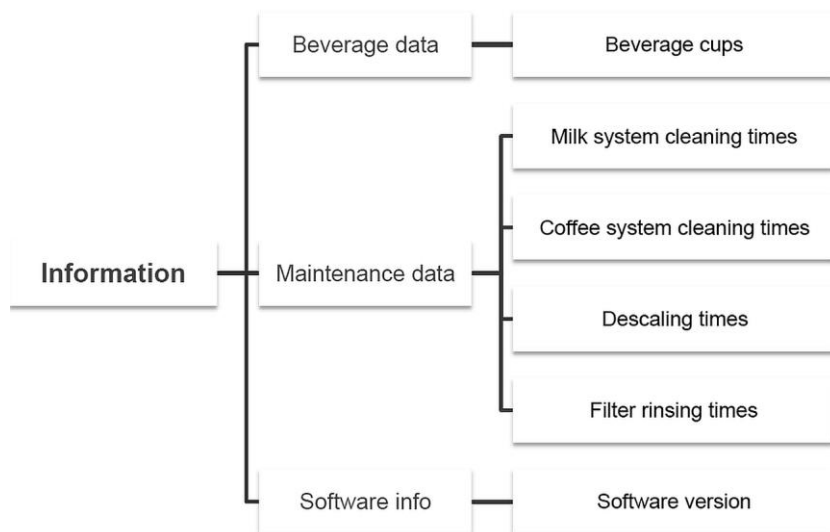 Information
Beverage data
Beverage cups
Maintenance data
Milk system cleaning times
Coffee system cleaning times
Descaling times
Filter rinsing times
Software info
Software version